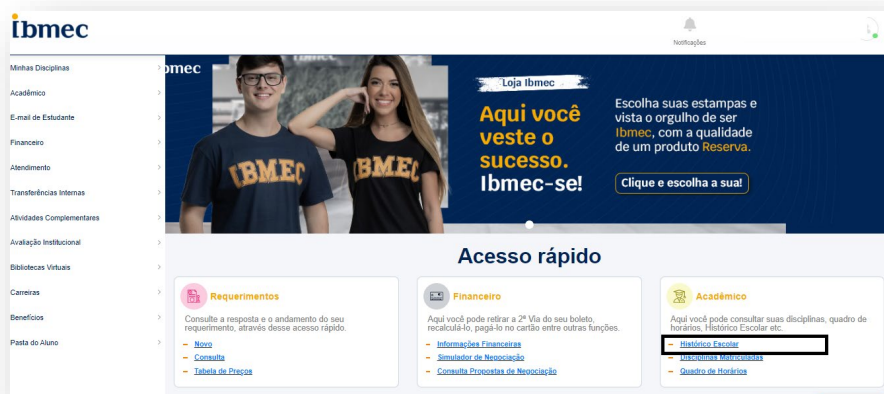 Ibmec
Notificações
Minhas Disciplinas
Acadêmico
E-mail de Estudante
Financeiro
Atendimento
Transferências Internas
Atividades Complementares
Avaliação Institucional
Bibliotecas Virtuais
Carreiras
Benefícios
Pasta do Aluno
IBMEC
IBMEC
Loja Ibmec
Aqui você
veste o
sucesso.
Ibmec-se!
Escolha suas estampas e
vista o orgulho de ser
Ibmec, com a qualidade
de um produto Reserva.
Clique e escolha a sua!
Acesso rápido
Requerimentos
Consulte a resposta e o andamento do seu
requerimento, através desse acesso rápido.
Novo
Consulta
Tabela de Preços
Financeiro
Aqui você pode retirar a 2ª Via do seu boleto,
recalculá-lo, pagá-lo no cartão entre outras funções.
Informações Financeiras
Simulador de Negociação
Consulta Propostas de Negociação
Acadêmico
Aqui você pode consultar suas disciplinas, quadro de
horários, Histórico Escolar etc.
Histórico Escolar
Disciplinas Matriculadas
Quadro de Horários